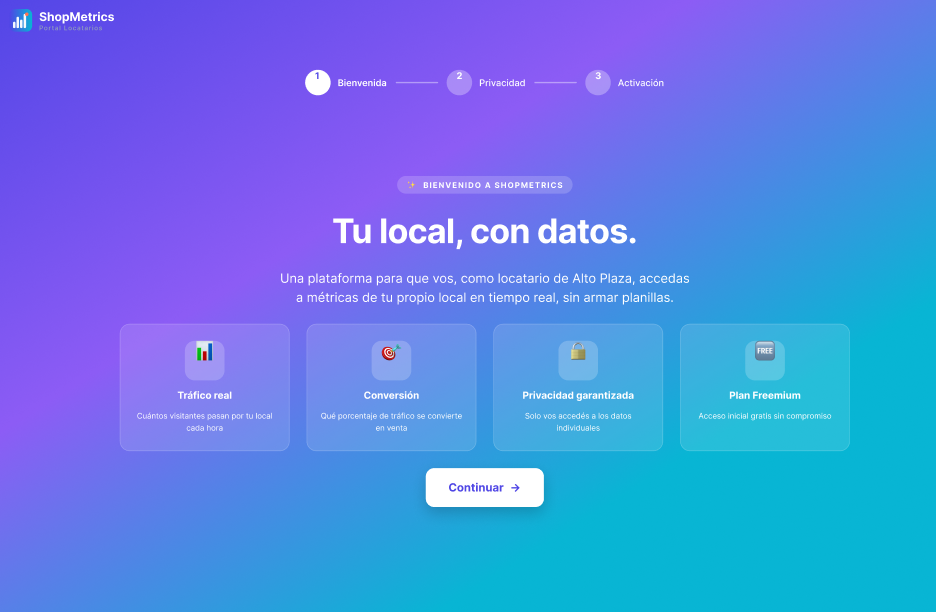 ShopMetrics
Portal Locatarios
1 Bienvenida 2 Privacidad 3 Activación
✨ BIENVENIDO A SHOPMETRICS
Tu local, con datos.
Una plataforma para que vos, como locatario de Alto Plaza, accedas
a métricas de tu propio local en tiempo real, sin armar planillas.
Tráfico real
Cuántos visitantes pasan por tu local
cada hora
Conversión
Qué porcentaje de tráfico se convierte
en venta
Privacidad garantizada
Solo vos accedés a los datos
individuales
FREE
Plan Freemium
Acceso inicial gratis sin compromiso
Continuar →